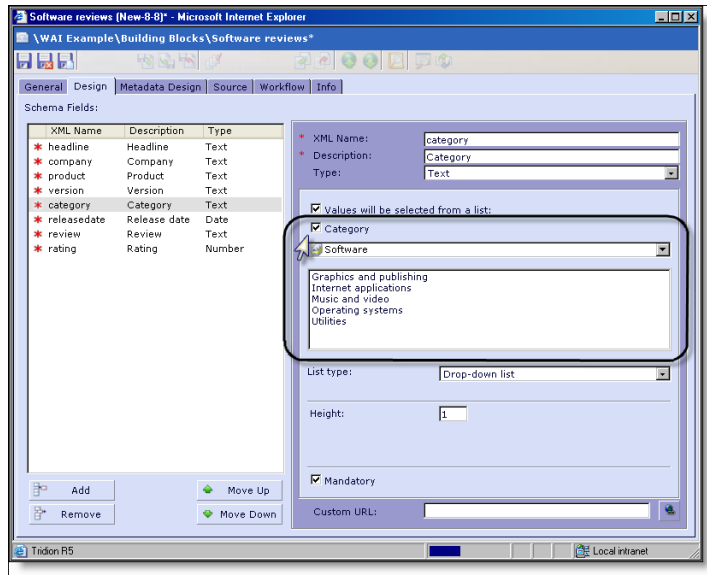 Software reviews (New-8-8)* - Microsoft Internet Explorer
\WAI Example\Building Blocks\Software reviews*
General Design Metadata Design Source Workflow Info
Schema Fields:
XML Name Description Type
* headline Headline Text
* company Company Text
* product Product Text
* version Version Text
* category Category Text
* releasedate Release date Date
* review Review Text
* rating Rating Number
Add Move Up
Remove Move Down
* XML Name: category
* Description: Category
Type: Text
Values will be selected from a list:
Category
Software
Graphics and publishing
Internet applications
Music and video
Operating systems
Utilities
List type: Drop-down list
Height: 1
Mandatory
Custom URL:
Tridion R5 Local intranet